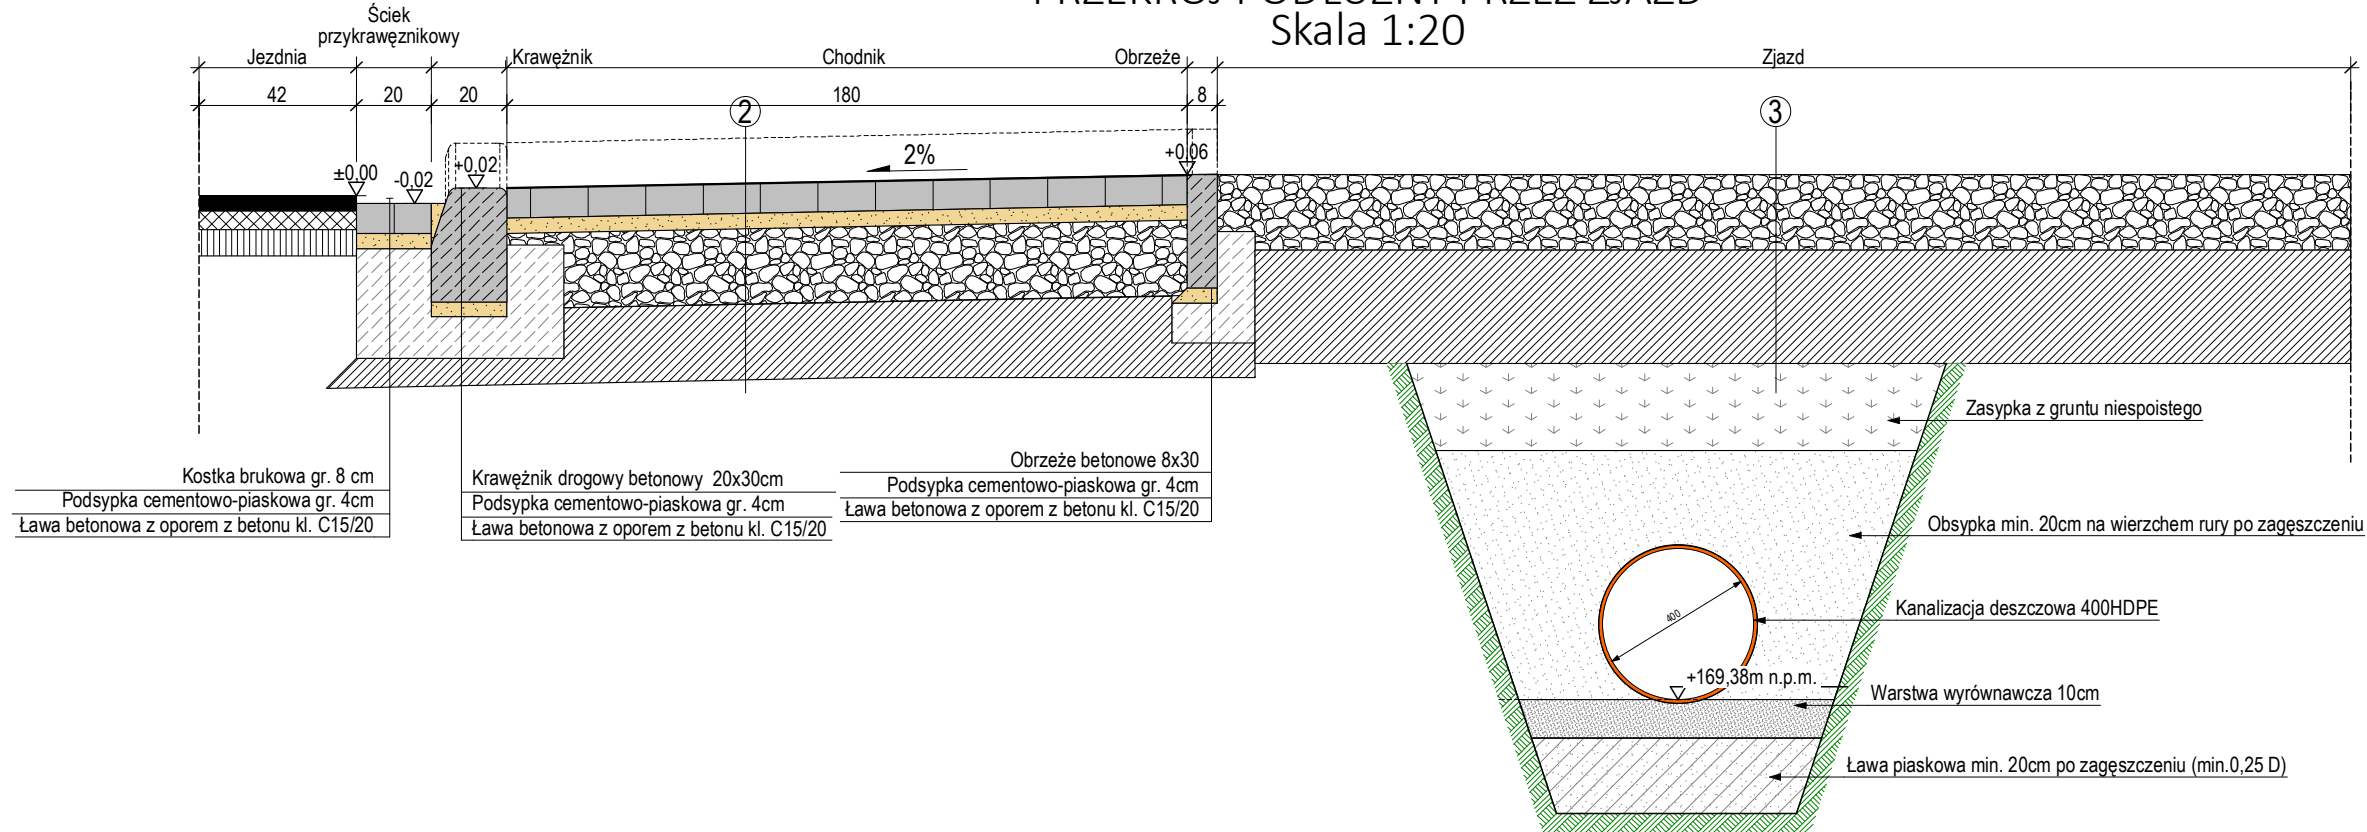 PRZEKRÓJ PODŁUŻNY PRZEZ ZJAZD
Skala 1:20
Ściek
przykrawężnikowy
Jezdnia
Krawężnik
Chodnik
Obrzeże
Zjazd
42
20
20
180
8
2
3
±0,00
-0,02
+0,02
2%
+0,06
Kostka brukowa gr. 8 cm
Podsypka cementowo-piaskowa gr. 4cm
Ława betonowa z oporem z betonu kl. C15/20
Krawężnik drogowy betonowy 20x30cm
Podsypka cementowo-piaskowa gr. 4cm
Ława betonowa z oporem z betonu kl. C15/20
Obrzeże betonowe 8x30
Podsypka cementowo-piaskowa gr. 4cm
Ława betonowa z oporem z betonu kl. C15/20
Zasypka z gruntu niespoistego
Obsypka min. 20cm na wierzchem rury po zagęszczeniu
400
Kanalizacja deszczowa 400HDPE
+169,38m n.p.m.
Warstwa wyrównawcza 10cm
Ława piaskowa min. 20cm po zagęszczeniu (min.0,25 D)